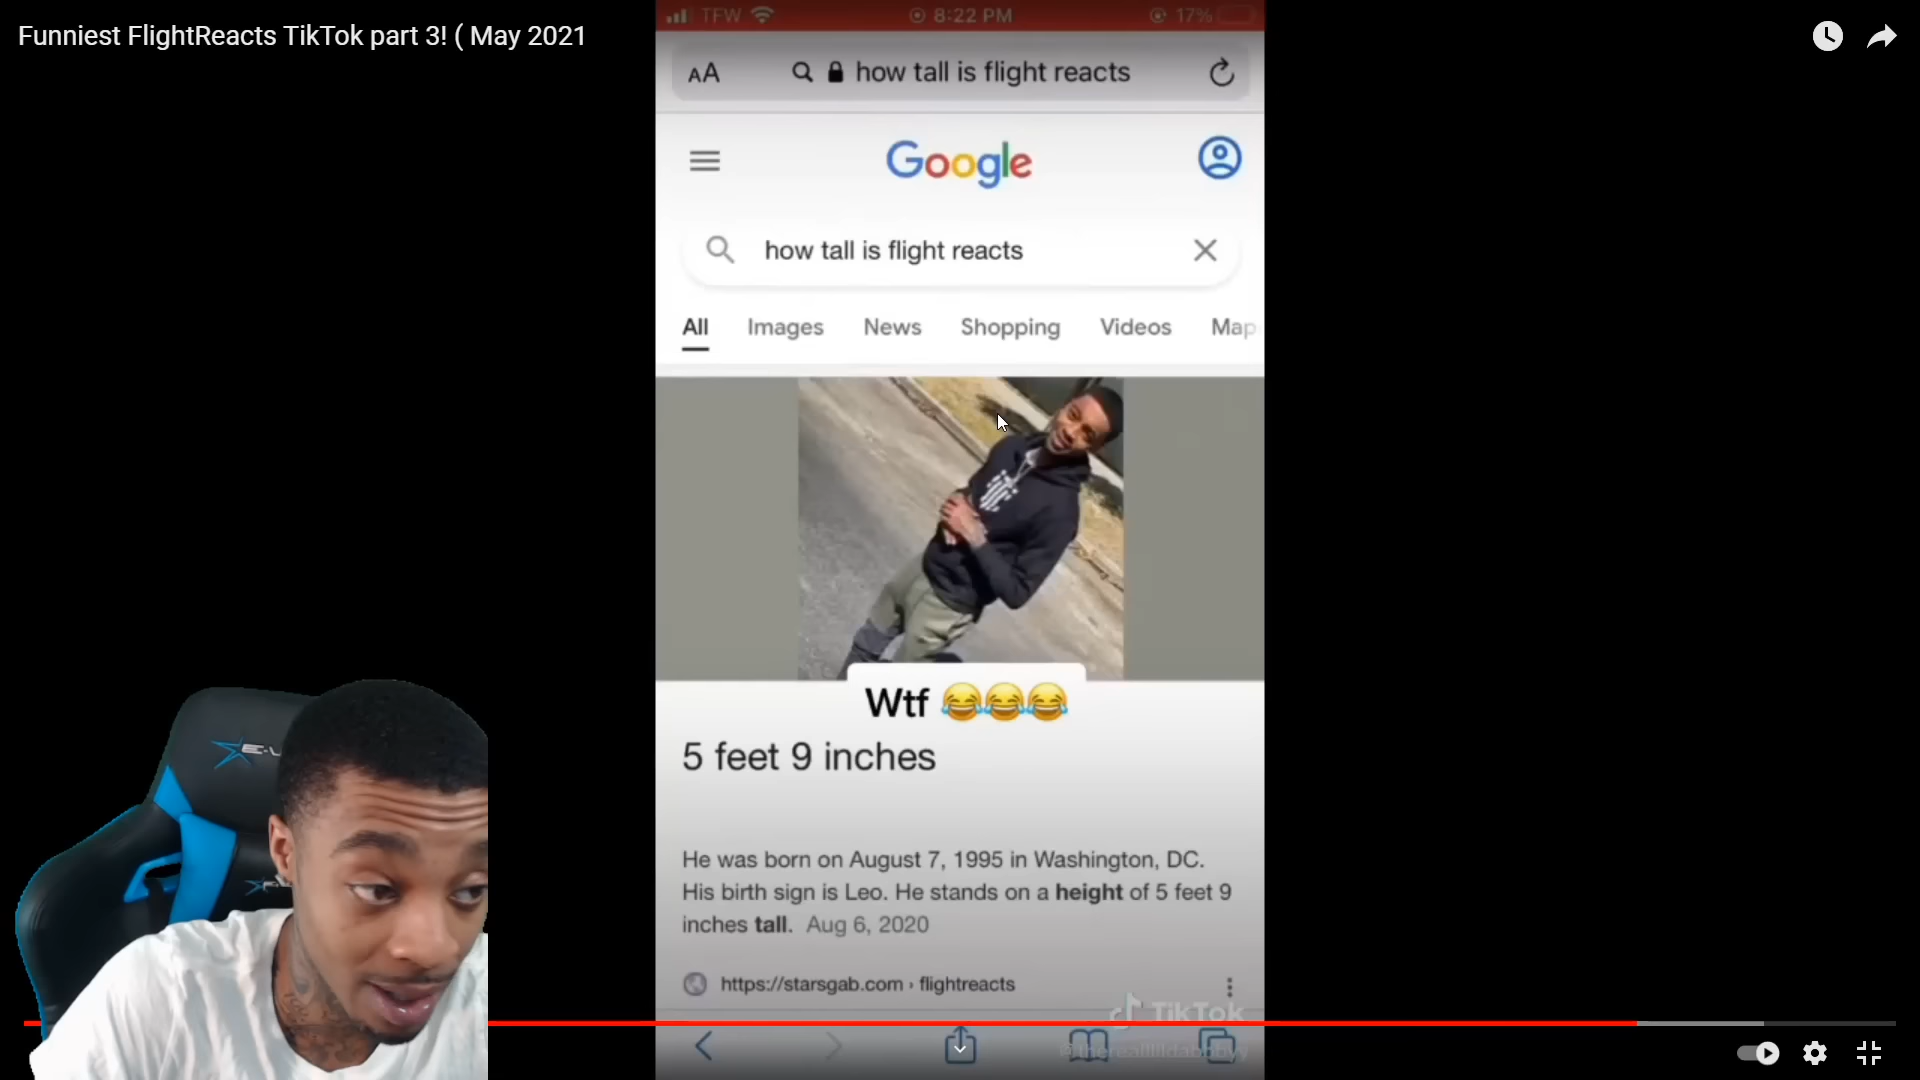 Funniest FlightReacts TikTok part 3! ( May 2021
TFW 8:22 PM 17%
AA how tall is flight reacts
Google
how tall is flight reacts
All Images News Shopping Videos Map
Wtf 😂😂😂
5 feet 9 inches
He was born on August 7, 1995 in Washington, DC.
His birth sign is Leo. He stands on a height of 5 feet 9
inches tall. Aug 6, 2020
https://starsgab.com › flightreacts
TikTok